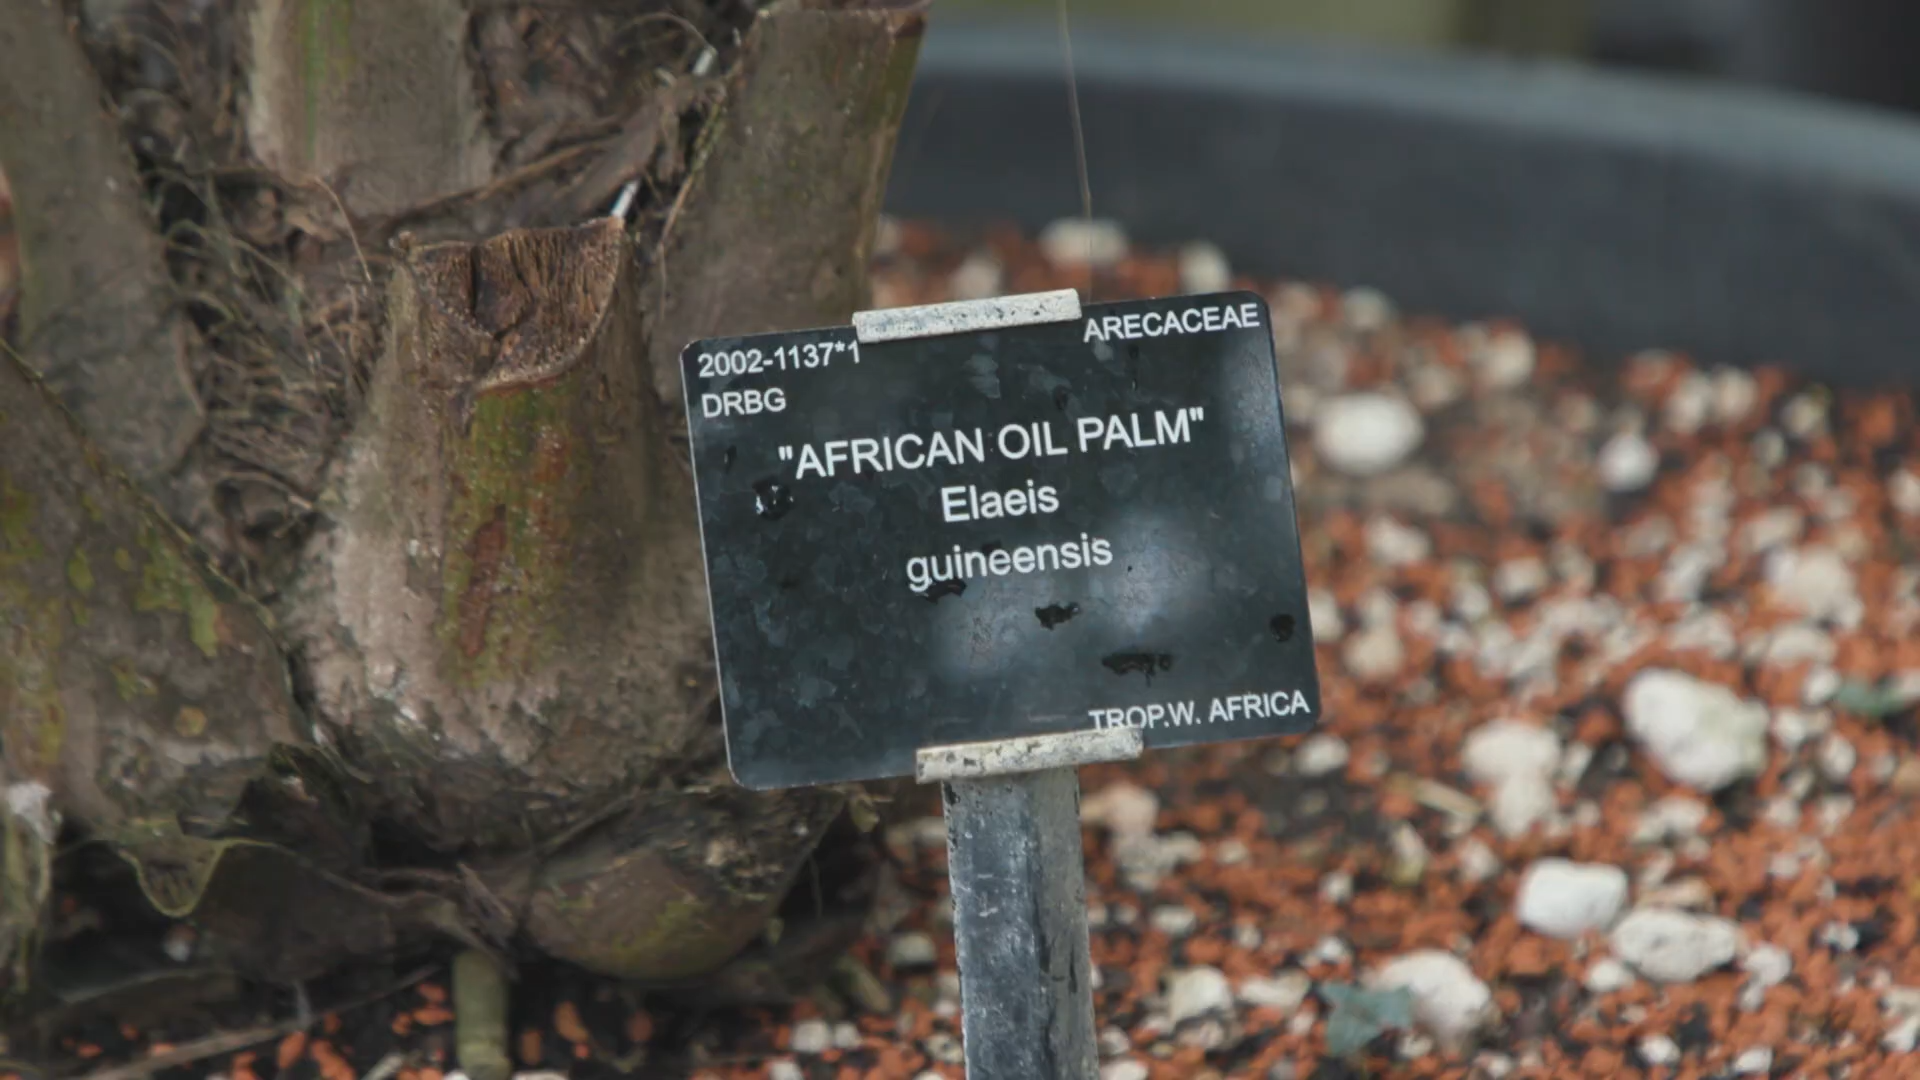 ARECACEAE
2002-1137*1
DRBG
"AFRICAN OIL PALM"
Elaeis
guineensis
TROP.W. AFRICA